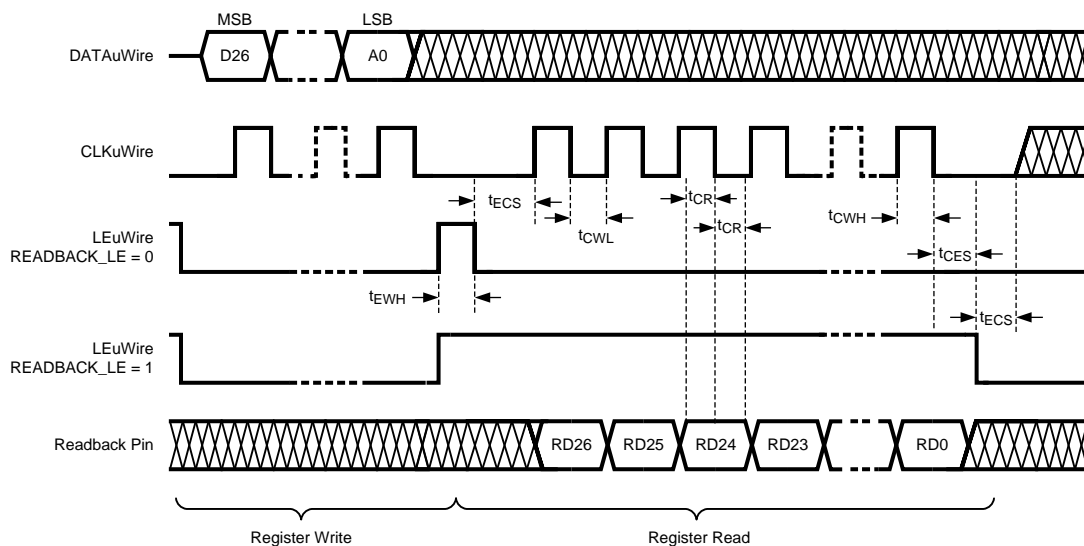 MSB
LSB
DATAuWire
D26
A0
CLKuWire
tECS
tCWL
tCR
tCR
tCWH
tCES
LEuWire
READBACK_LE = 0
tEWH
tECS
LEuWire
READBACK_LE = 1
Readback Pin
RD26
RD25
RD24
RD23
RD0
Register Write
Register Read